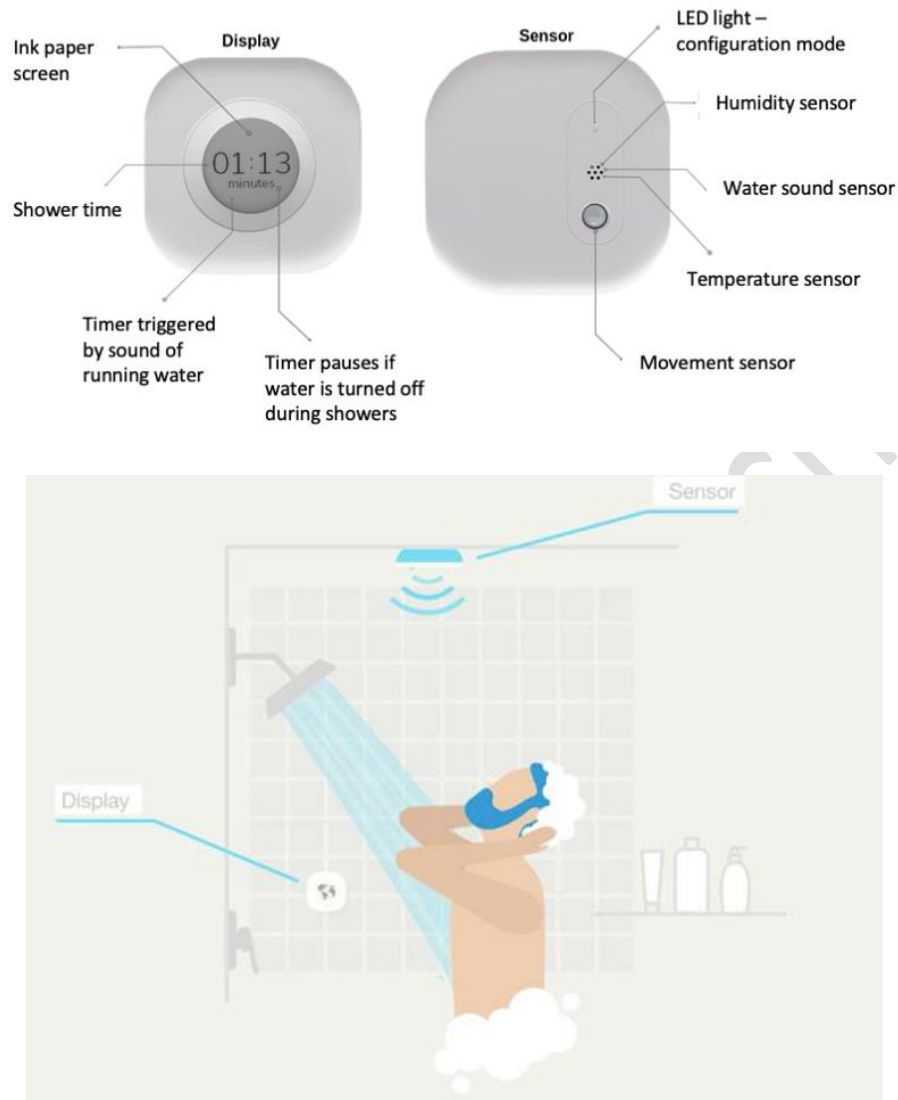 Display
Sensor
Ink paper
screen
LED light –
configuration mode
Humidity sensor
01:13
minutes
Water sound sensor
Shower time
Temperature sensor
Timer triggered
by sound of
running water
Timer pauses if
water is turned off
during showers
Movement sensor
Sensor
Display